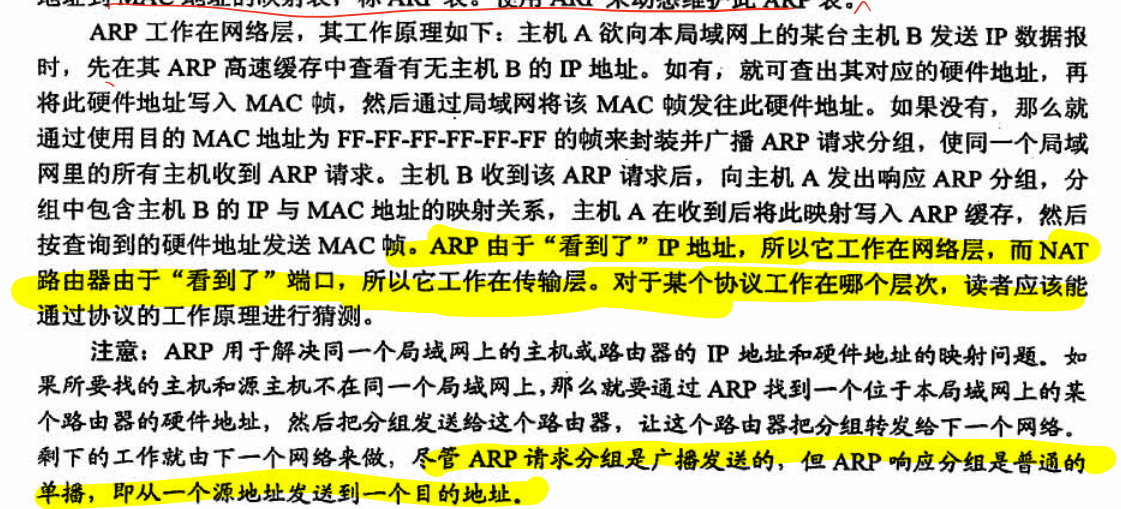 地址到 MAC 地址的映射表，称 ARP 表。使用 ARP 来动态维护此 ARP 表。
ARP 工作在网络层，其工作原理如下：主机 A 欲向本局域网上的某台主机 B 发送 IP 数据报
时，先在其 ARP 高速缓存中查看有无主机 B 的 IP 地址。如有，就可查出其对应的硬件地址，再
将此硬件地址写入 MAC 帧，然后通过局域网将该 MAC 帧发往此硬件地址。如果没有，那么就
通过使用目的 MAC 地址为 FF-FF-FF-FF-FF-FF 的帧来封装并广播 ARP 请求分组，使同一个局域
网里的所有主机收到 ARP 请求。主机 B 收到该 ARP 请求后，向主机 A 发出响应 ARP 分组，分
组中包含主机 B 的 IP 与 MAC 地址的映射关系，主机 A 在收到后将此映射写入 ARP 缓存，然后
按查询到的硬件地址发送 MAC 帧。ARP 由于“看到了”IP 地址，所以它工作在网络层，而 NAT
路由器由于“看到了”端口，所以它工作在传输层。对于某个协议工作在哪个层次，读者应该能
通过协议的工作原理进行猜测。
注意：ARP 用于解决同一个局域网上的主机或路由器的 IP 地址和硬件地址的映射问题。如
果所要找的主机和源主机不在同一个局域网上，那么就要通过 ARP 找到一个位于本局域网上的某
个路由器的硬件地址，然后把分组发送给这个路由器，让这个路由器把分组转发给下一个网络。
剩下的工作就由下一个网络来做，尽管 ARP 请求分组是广播发送的，但 ARP 响应分组是普通的
单播，即从一个源地址发送到一个目的地址。